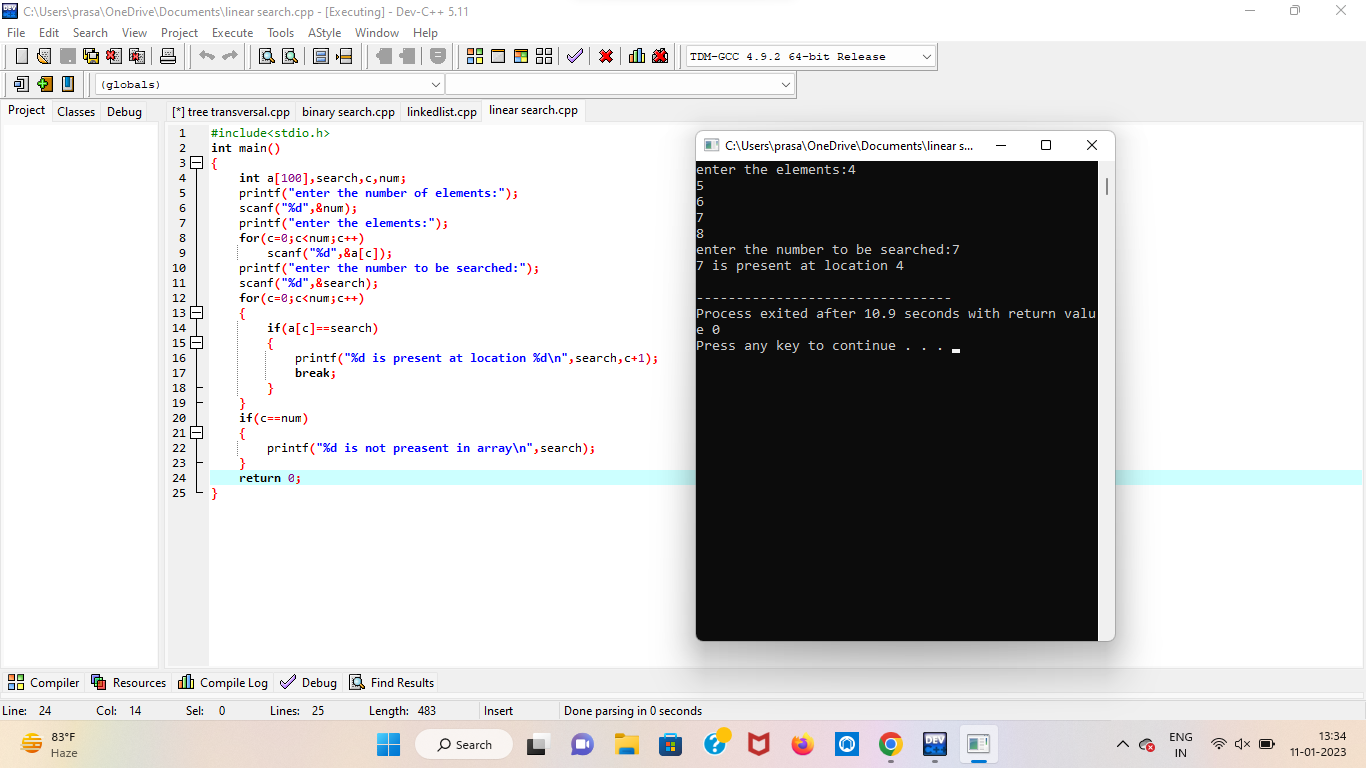 C:\Users\prasa\OneDrive\Documents\linear search.cpp - [Executing] - Dev-C++ 5.11
File Edit Search View Project Execute Tools AStyle Window Help
TDM-GCC 4.9.2 64-bit Release
(globals)
Project Classes Debug
[*] tree transversal.cpp binary search.cpp linkedlist.cpp linear search.cpp
1 #include<stdio.h>
2 int main()
3 {
4 int a[100],search,c,num;
5 printf("enter the number of elements:");
6 scanf("%d",&num);
7 printf("enter the elements:");
8 for(c=0;c<num;c++)
9 scanf("%d",&a[c]);
10 printf("enter the number to be searched:");
11 scanf("%d",&search);
12 for(c=0;c<num;c++)
13 {
14 if(a[c]==search)
15 {
16 printf("%d is present at location %d\n",search,c+1);
17 break;
18 }
19 }
20 if(c==num)
21 {
22 printf("%d is not preasent in array\n",search);
23 }
24 return 0;
25 }
C:\Users\prasa\OneDrive\Documents\linear s...
enter the elements:4
5
6
7
8
enter the number to be searched:7
7 is present at location 4
--------------------------------
Process exited after 10.9 seconds with return valu
e 0
Press any key to continue . . .
Compiler Resources Compile Log Debug Find Results
Line: 24 Col: 14 Sel: 0 Lines: 25 Length: 483 Insert Done parsing in 0 seconds
83°F
Haze
Search
DEV
ENG
IN
13:34
11-01-2023